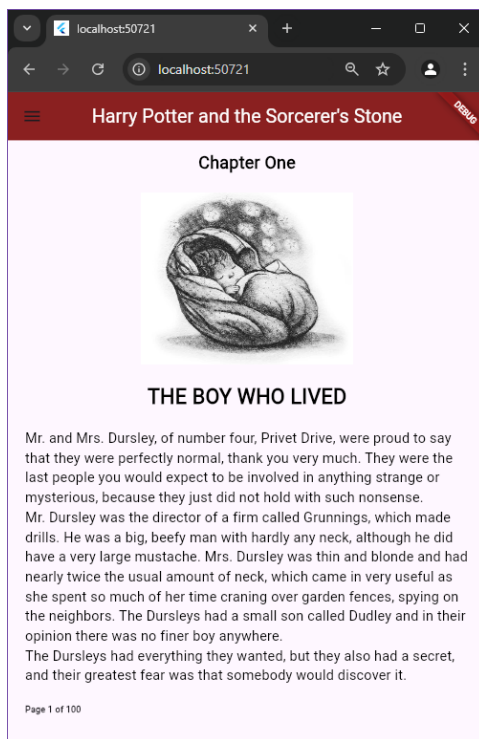 localhost:50721
localhost:50721
Harry Potter and the Sorcerer's Stone
DEBUG
Chapter One
THE BOY WHO LIVED
Mr. and Mrs. Dursley, of number four, Privet Drive, were proud to say
that they were perfectly normal, thank you very much. They were the
last people you would expect to be involved in anything strange or
mysterious, because they just did not hold with such nonsense.
Mr. Dursley was the director of a firm called Grunnings, which made
drills. He was a big, beefy man with hardly any neck, although he did
have a very large mustache. Mrs. Dursley was thin and blonde and had
nearly twice the usual amount of neck, which came in very useful as
she spent so much of her time craning over garden fences, spying on
the neighbors. The Dursleys had a small son called Dudley and in their
opinion there was no finer boy anywhere.
The Dursleys had everything they wanted, but they also had a secret,
and their greatest fear was that somebody would discover it.
Page 1 of 100